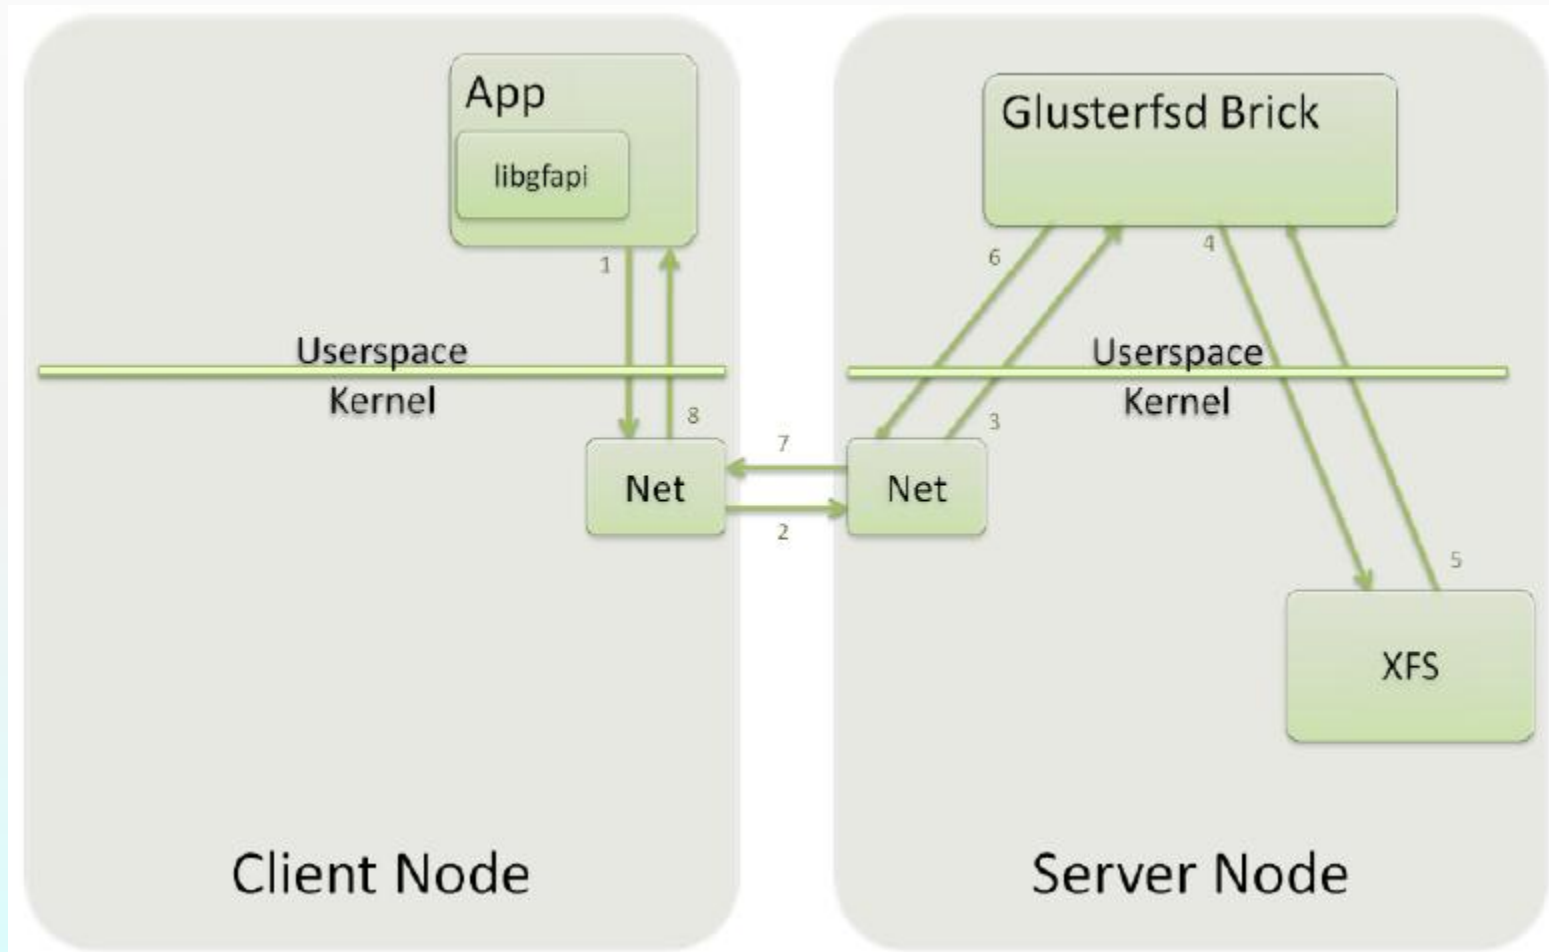 App
libgfapi
1
Userspace
Kernel
8
Net
Client Node
7
2
Glusterfsd Brick
6
4
Userspace
Kernel
3
Net
5
XFS
Server Node